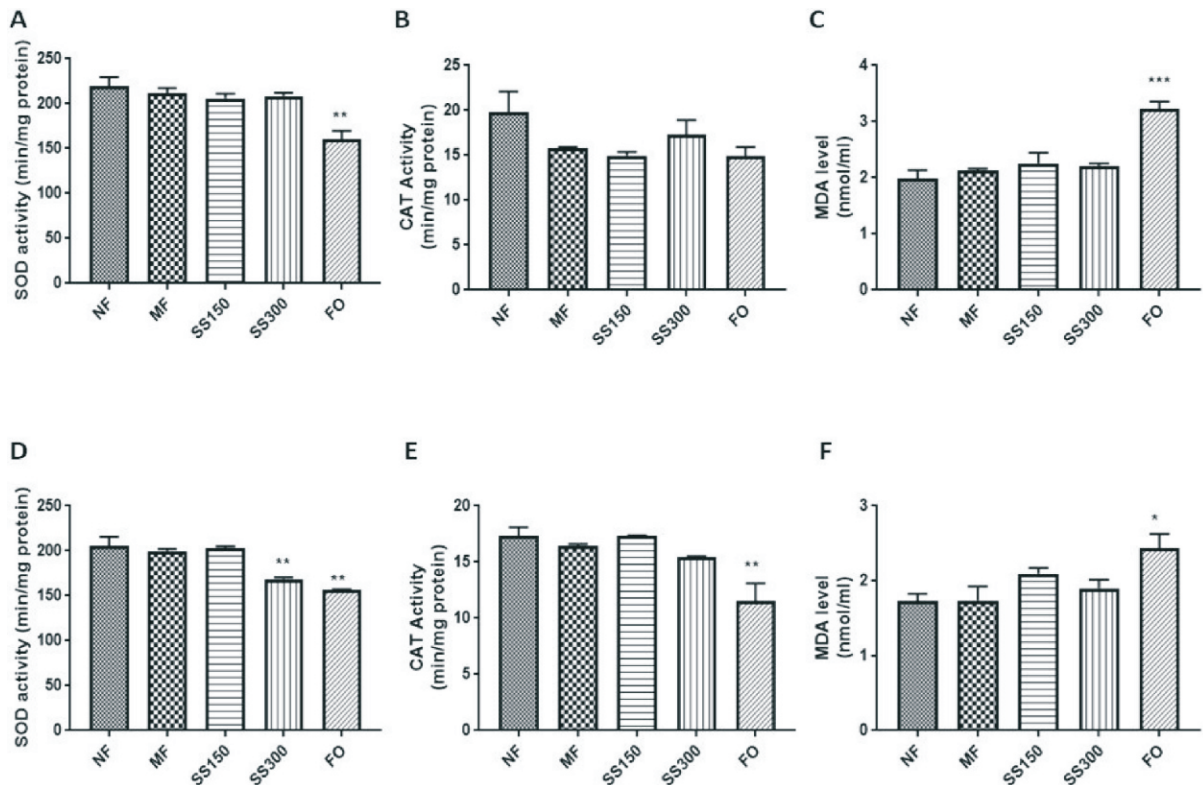 A
SOD activity (min/mg protein)
250
200
150
100
50
0
**
NF
MF
SS150
SS300
FO
B
CAT Activity
(min/mg protein)
25
20
15
10
5
0
NF
MF
SS150
SS300
FO
C
MDA level
(nmol/ml)
4
3
2
1
0
***
NF
MF
SS150
SS300
FO
D
SOD activity (min/mg protein)
250
200
150
100
50
0
**
**
NF
MF
SS150
SS300
FO
E
CAT Activity
(min/mg protein)
20
15
10
5
0
**
NF
MF
SS150
SS300
FO
F
MDA level
(nmol/ml)
3
2
1
0
*
NF
MF
SS150
SS300
FO